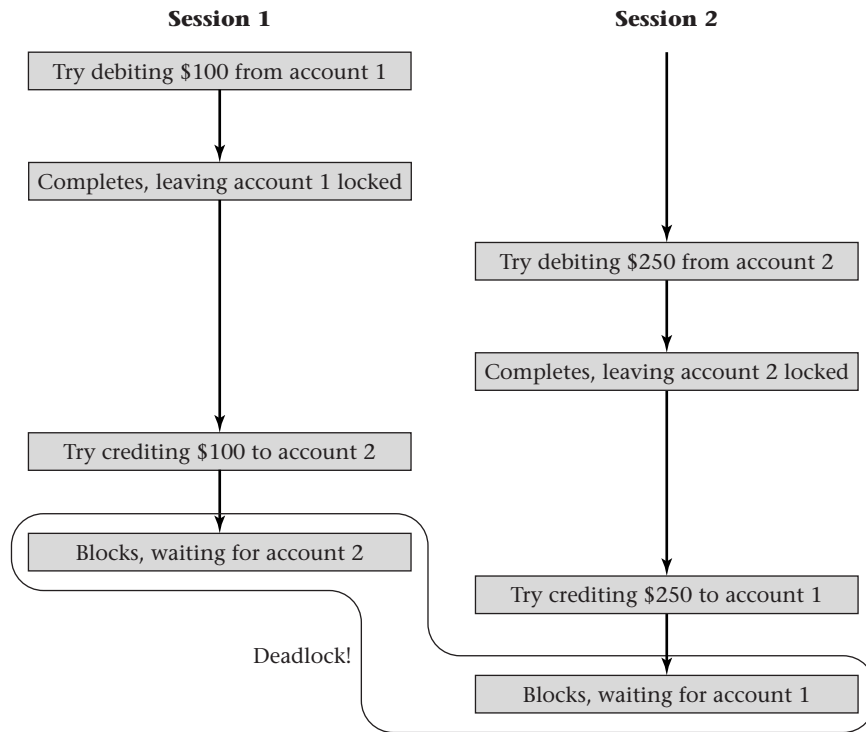 Session 1
Session 2
Try debiting $100 from account 1
Completes, leaving account 1 locked
Try debiting $250 from account 2
Completes, leaving account 2 locked
Try crediting $100 to account 2
Blocks, waiting for account 2
Try crediting $250 to account 1
Deadlock!
Blocks, waiting for account 1